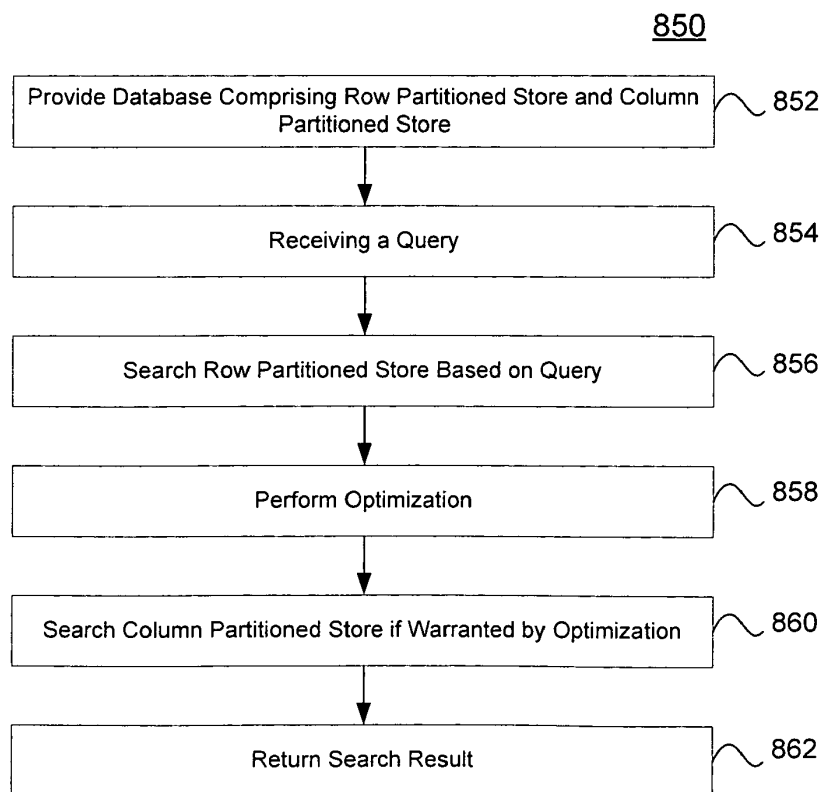 850
Provide Database Comprising Row Partitioned Store and Column
Partitioned Store
852
Receiving a Query
854
Search Row Partitioned Store Based on Query
856
Perform Optimization
858
Search Column Partitioned Store if Warranted by Optimization
860
Return Search Result
862